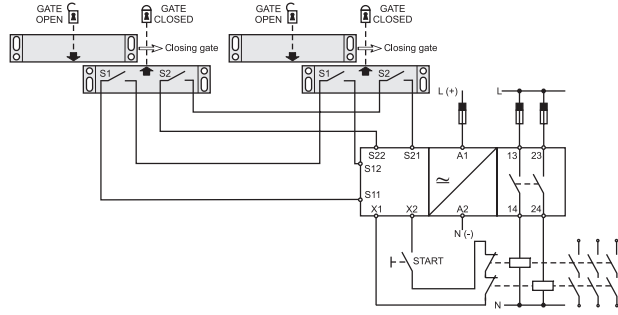 GATE OPEN
GATE CLOSED
GATE OPEN
GATE CLOSED
Closing gate
Closing gate
S1 S2
S1 S2
L (+)
L
S22 S21 A1 13 23
S12
S11
≃
X1 X2 A2 14 24
N (-)
START
N